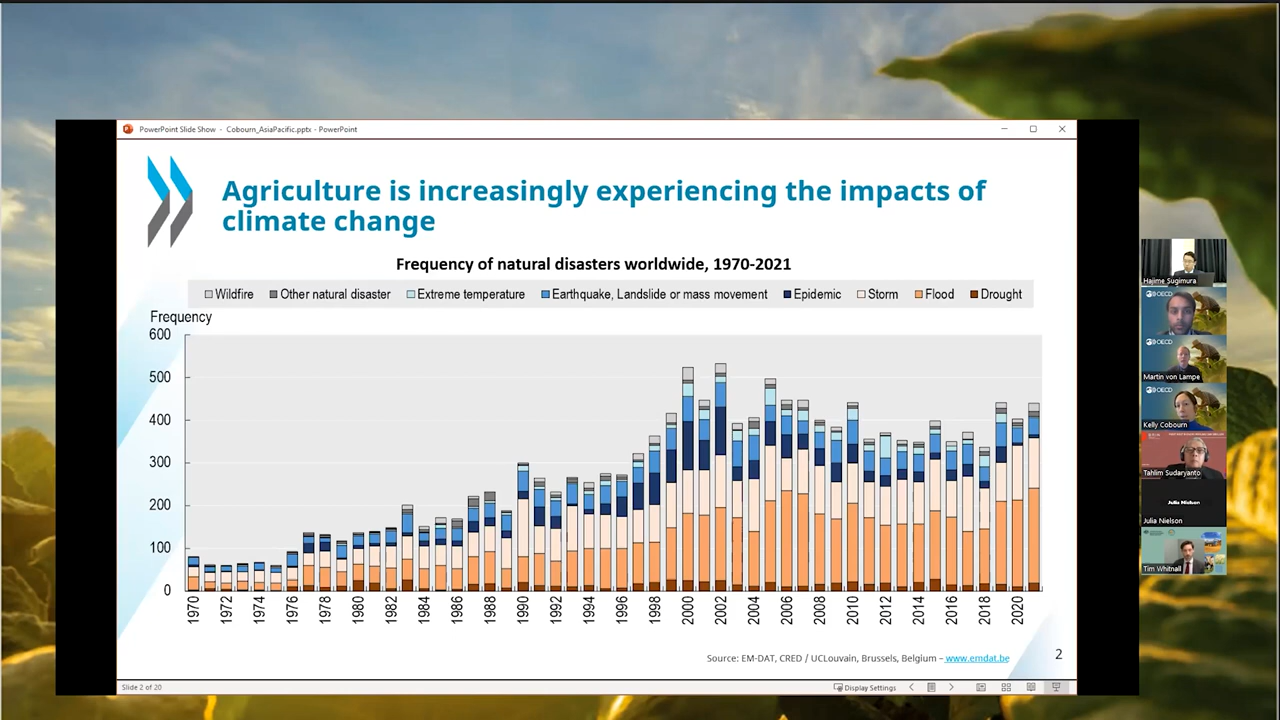 PowerPoint Slide Show - Cobourn_AsiaPacific.pptx - PowerPoint
Agriculture is increasingly experiencing the impacts of
climate change
Frequency of natural disasters worldwide, 1970-2021
Wildfire Other natural disaster Extreme temperature Earthquake, Landslide or mass movement Epidemic Storm Flood Drought
Frequency
600
500
400
300
200
100
0
1970 1972 1974 1976 1978 1980 1982 1984 1986 1988 1990 1992 1994 1996 1998 2000 2002 2004 2006 2008 2010 2012 2014 2016 2018 2020
Source: EM-DAT, CRED / UCLouvain, Brussels, Belgium – www.emdat.be
2
Slide 2 of 20
Display Settings
Hajime Sugimura
OECD
OECD
Martin von Lampe
OECD
Kelly Cobourn
Tahlim Sudaryanto
Julia Nielson
Julia Nielson
Tim Whitnall